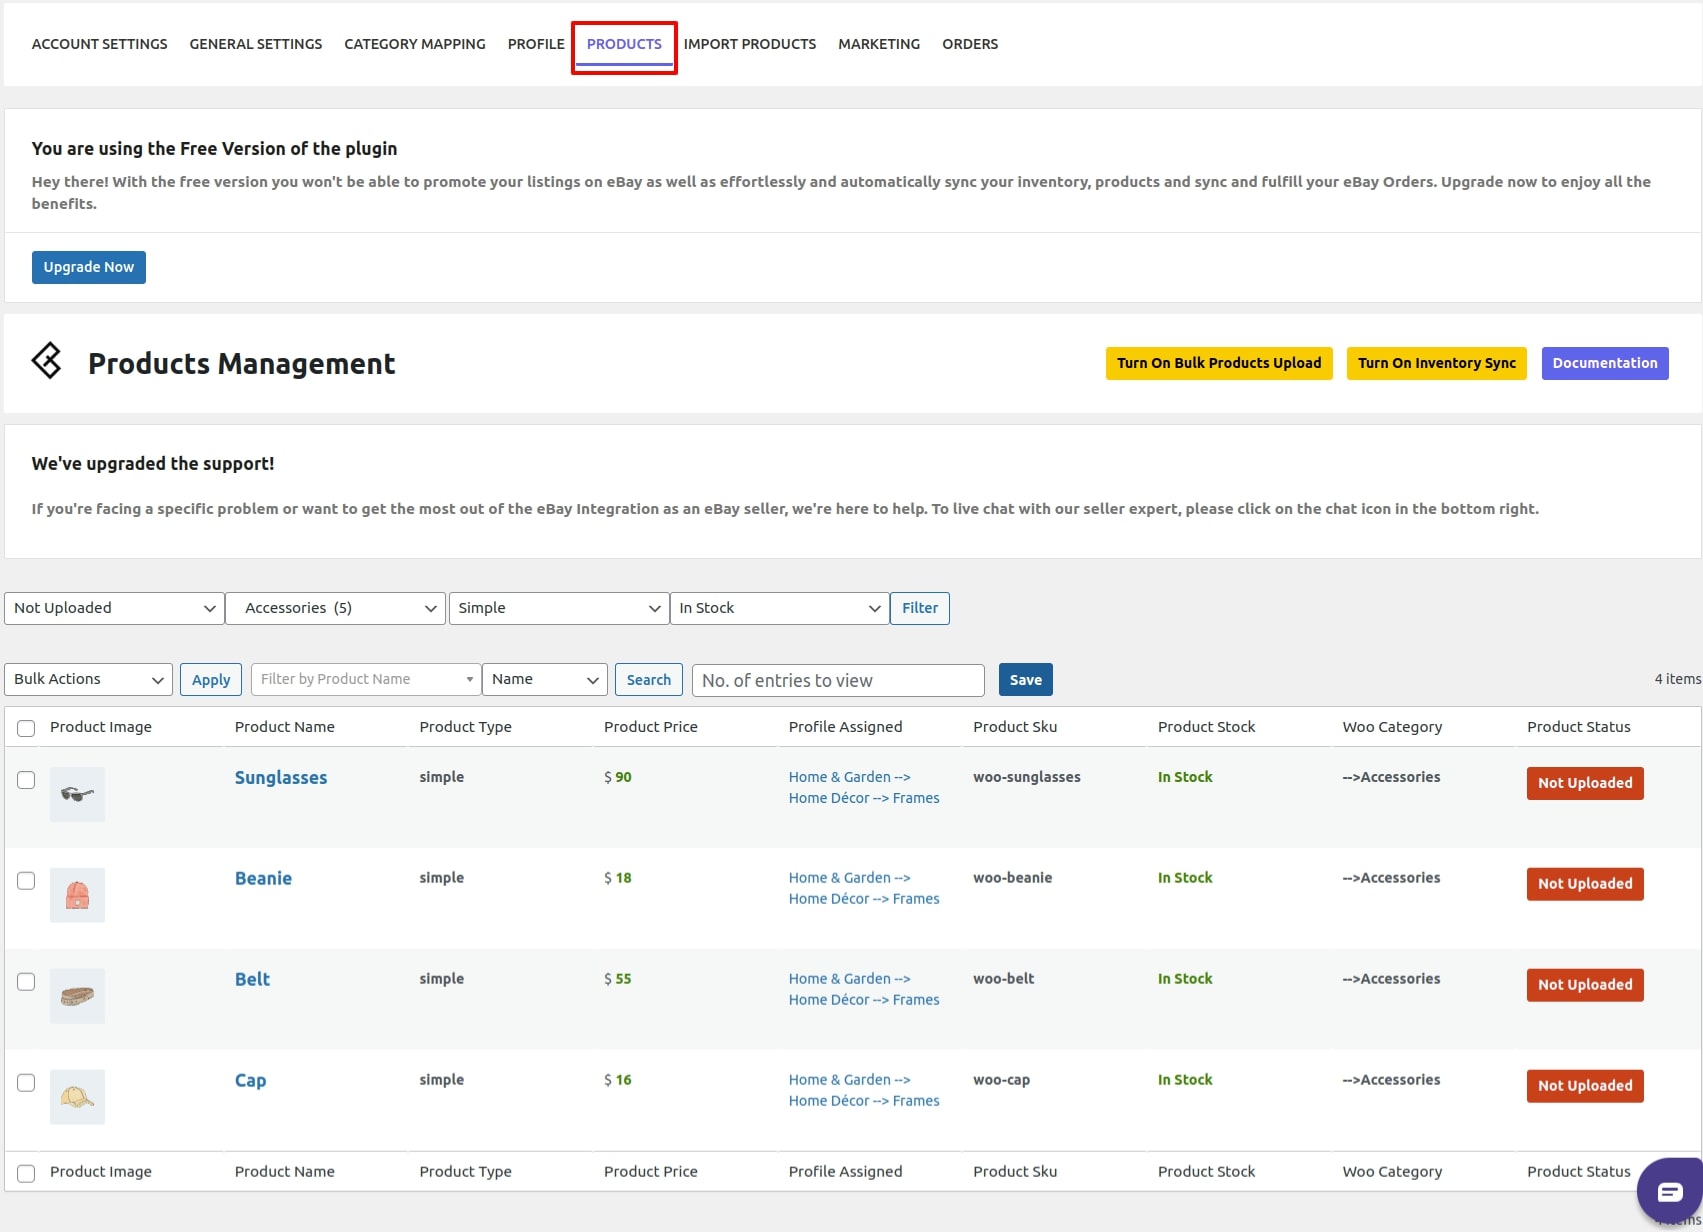 ACCOUNT SETTINGS GENERAL SETTINGS CATEGORY MAPPING PROFILE PRODUCTS IMPORT PRODUCTS MARKETING ORDERS
You are using the Free Version of the plugin
Hey there! With the free version you won't be able to promote your listings on eBay as well as effortlessly and automatically sync your inventory, products and sync and fulfill your eBay Orders. Upgrade now to enjoy all the
benefits.
Upgrade Now
Products Management Turn On Bulk Products Upload Turn On Inventory Sync Documentation
We've upgraded the support!
If you're facing a specific problem or want to get the most out of the eBay Integration as an eBay seller, we're here to help. To live chat with our seller expert, please click on the chat icon in the bottom right.
Not Uploaded Accessories (5) Simple In Stock Filter
Bulk Actions Apply Filter by Product Name Name Search No. of entries to view Save 4 items
Product Image Product Name Product Type Product Price Profile Assigned Product Sku Product Stock Woo Category Product Status
Sunglasses simple $ 90 Home & Garden --> woo-sunglasses In Stock -->Accessories Not Uploaded
Home Décor --> Frames
Beanie simple $ 18 Home & Garden --> woo-beanie In Stock -->Accessories Not Uploaded
Home Décor --> Frames
Belt simple $ 55 Home & Garden --> woo-belt In Stock -->Accessories Not Uploaded
Home Décor --> Frames
Cap simple $ 16 Home & Garden --> woo-cap In Stock -->Accessories Not Uploaded
Home Décor --> Frames
Product Image Product Name Product Type Product Price Profile Assigned Product Sku Product Stock Woo Category Product Status